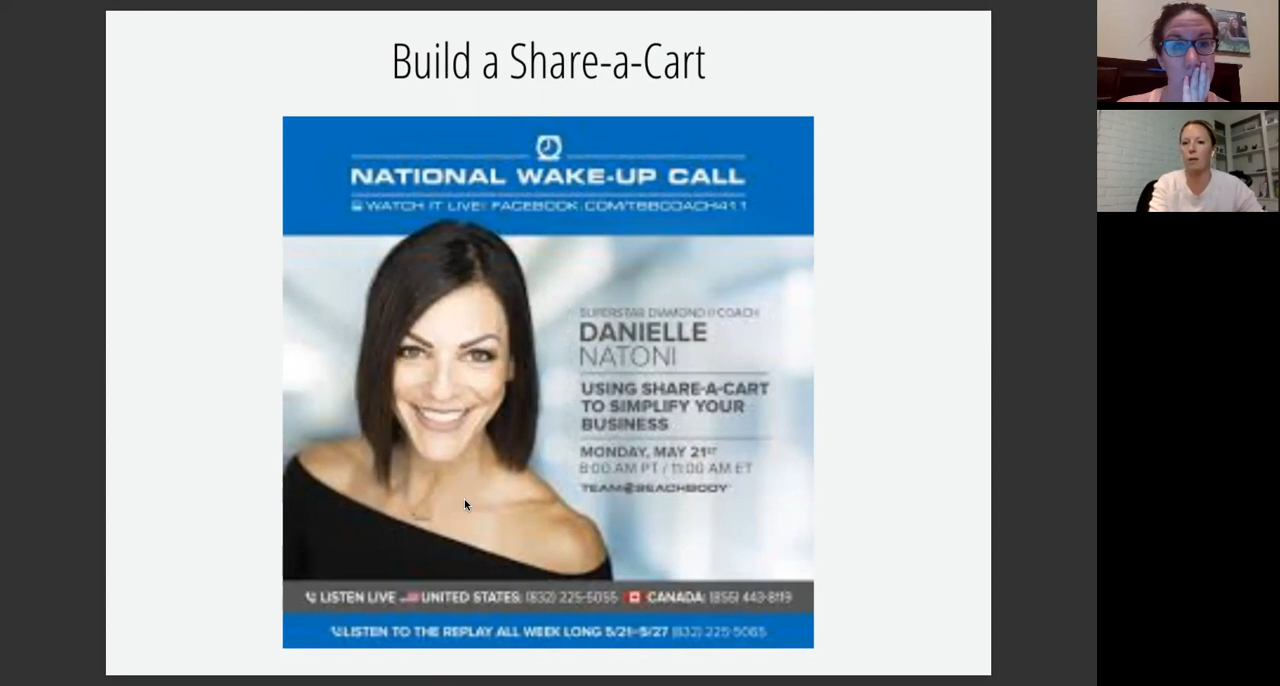 Build a Share-a-Cart
NATIONAL WAKE-UP CALL
WATCH IT LIVE! FACEBOOK.COM/TBBCOACH411
SUPERSTAR DIAMOND II COACH
DANIELLE
NATONI
USING SHARE-A-CART
TO SIMPLIFY YOUR
BUSINESS
MONDAY, MAY 21ST
8:00 AM PT / 11:00 AM ET
TEAM BEACHBODY
LISTEN LIVE UNITED STATES: (832) 225-5055 CANADA: (855) 443-8119
LISTEN TO THE REPLAY ALL WEEK LONG 5/21-5/27 (832) 225-5065